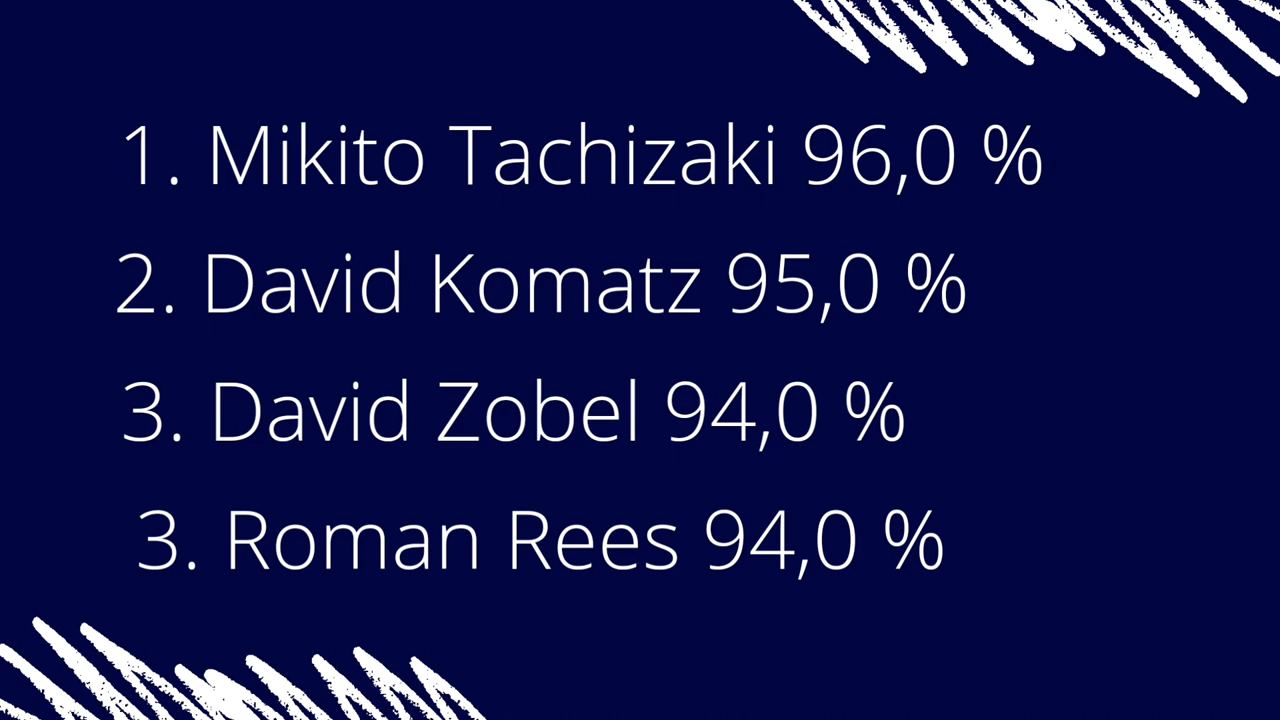 1. Mikito Tachizaki 96,0 %
2. David Komatz 95,0 %
3. David Zobel 94,0 %
3. Roman Rees 94,0 %